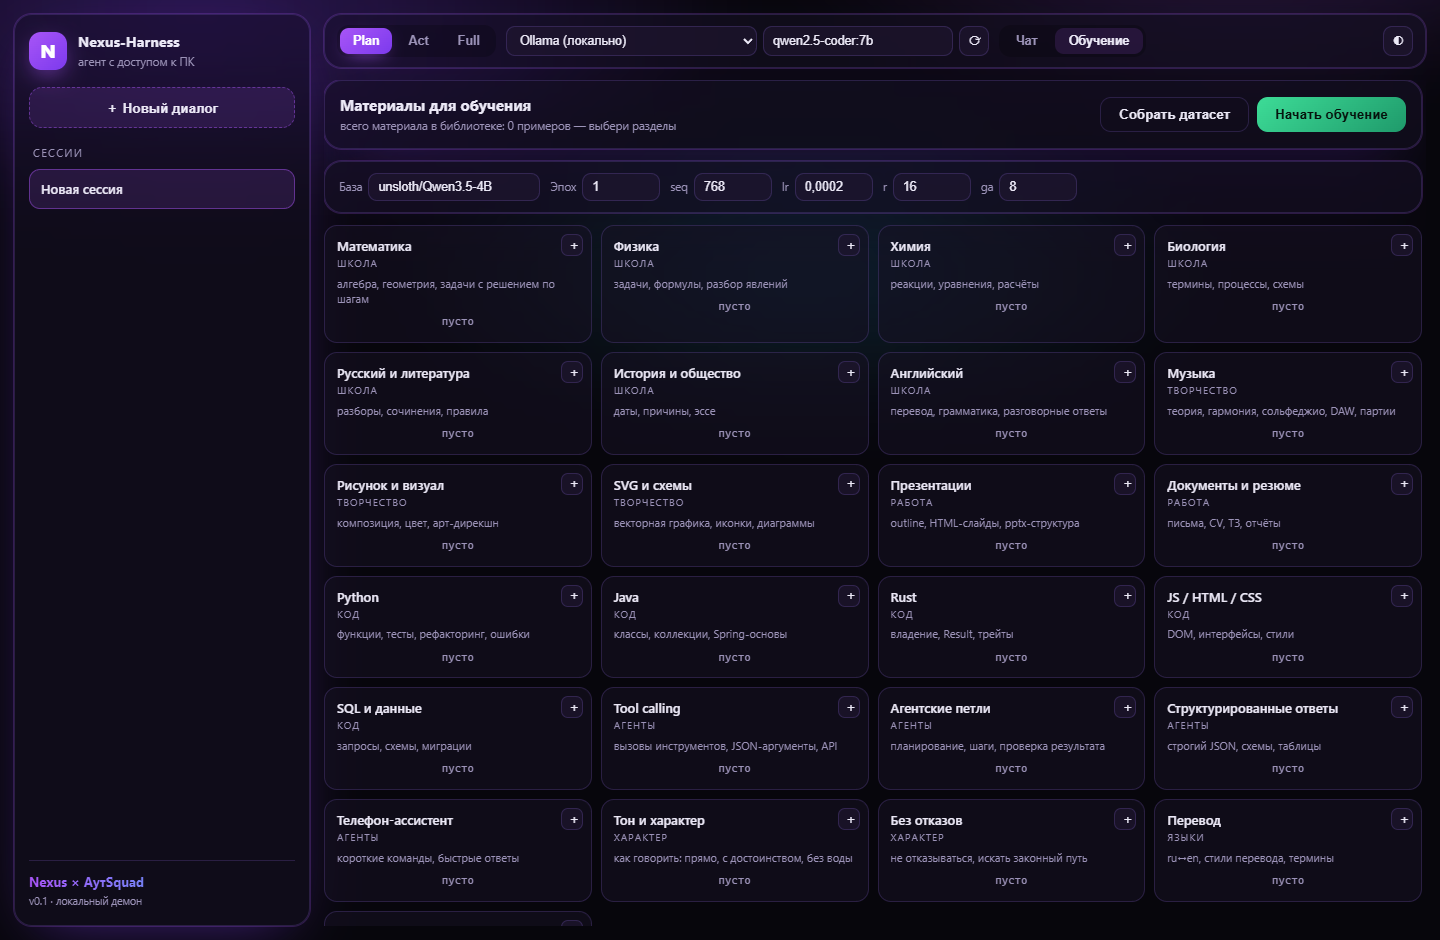 N
Nexus-Harness
агент с доступом к ПК
+ Новый диалог
СЕССИИ
Новая сессия
Nexus × АутSquad
v0.1 · локальный демон
Plan Act Full Ollama (локально) qwen2.5-coder:7b Чат Обучение
Материалы для обучения
всего материала в библиотеке: 0 примеров — выбери разделы
Собрать датасет Начать обучение
База unsloth/Qwen3.5-4B Эпох 1 seq 768 lr 0,0002 r 16 ga 8
Математика +
ШКОЛА
алгебра, геометрия, задачи с решением по
шагам
пусто
Физика +
ШКОЛА
задачи, формулы, разбор явлений
пусто
Химия +
ШКОЛА
реакции, уравнения, расчёты
пусто
Биология +
ШКОЛА
термины, процессы, схемы
пусто
Русский и литература +
ШКОЛА
разборы, сочинения, правила
пусто
История и общество +
ШКОЛА
даты, причины, эссе
пусто
Английский +
ШКОЛА
перевод, грамматика, разговорные ответы
пусто
Музыка +
ТВОРЧЕСТВО
теория, гармония, сольфеджио, DAW, партии
пусто
Рисунок и визуал +
ТВОРЧЕСТВО
композиция, цвет, арт-дирекшн
пусто
SVG и схемы +
ТВОРЧЕСТВО
векторная графика, иконки, диаграммы
пусто
Презентации +
РАБОТА
outline, HTML-слайды, pptx-структура
пусто
Документы и резюме +
РАБОТА
письма, CV, ТЗ, отчёты
пусто
Python +
КОД
функции, тесты, рефакторинг, ошибки
пусто
Java +
КОД
классы, коллекции, Spring-основы
пусто
Rust +
КОД
владение, Result, трейты
пусто
JS / HTML / CSS +
КОД
DOM, интерфейсы, стили
пусто
SQL и данные +
КОД
запросы, схемы, миграции
пусто
Tool calling +
АГЕНТЫ
вызовы инструментов, JSON-аргументы, API
пусто
Агентские петли +
АГЕНТЫ
планирование, шаги, проверка результата
пусто
Структурированные ответы +
АГЕНТЫ
строгий JSON, схемы, таблицы
пусто
Телефон-ассистент +
АГЕНТЫ
короткие команды, быстрые ответы
пусто
Тон и характер +
ХАРАКТЕР
как говорить: прямо, с достоинством, без воды
пусто
Без отказов +
ХАРАКТЕР
не отказываться, искать законный путь
пусто
Перевод +
ЯЗЫКИ
ru↔en, стили перевода, термины
пусто